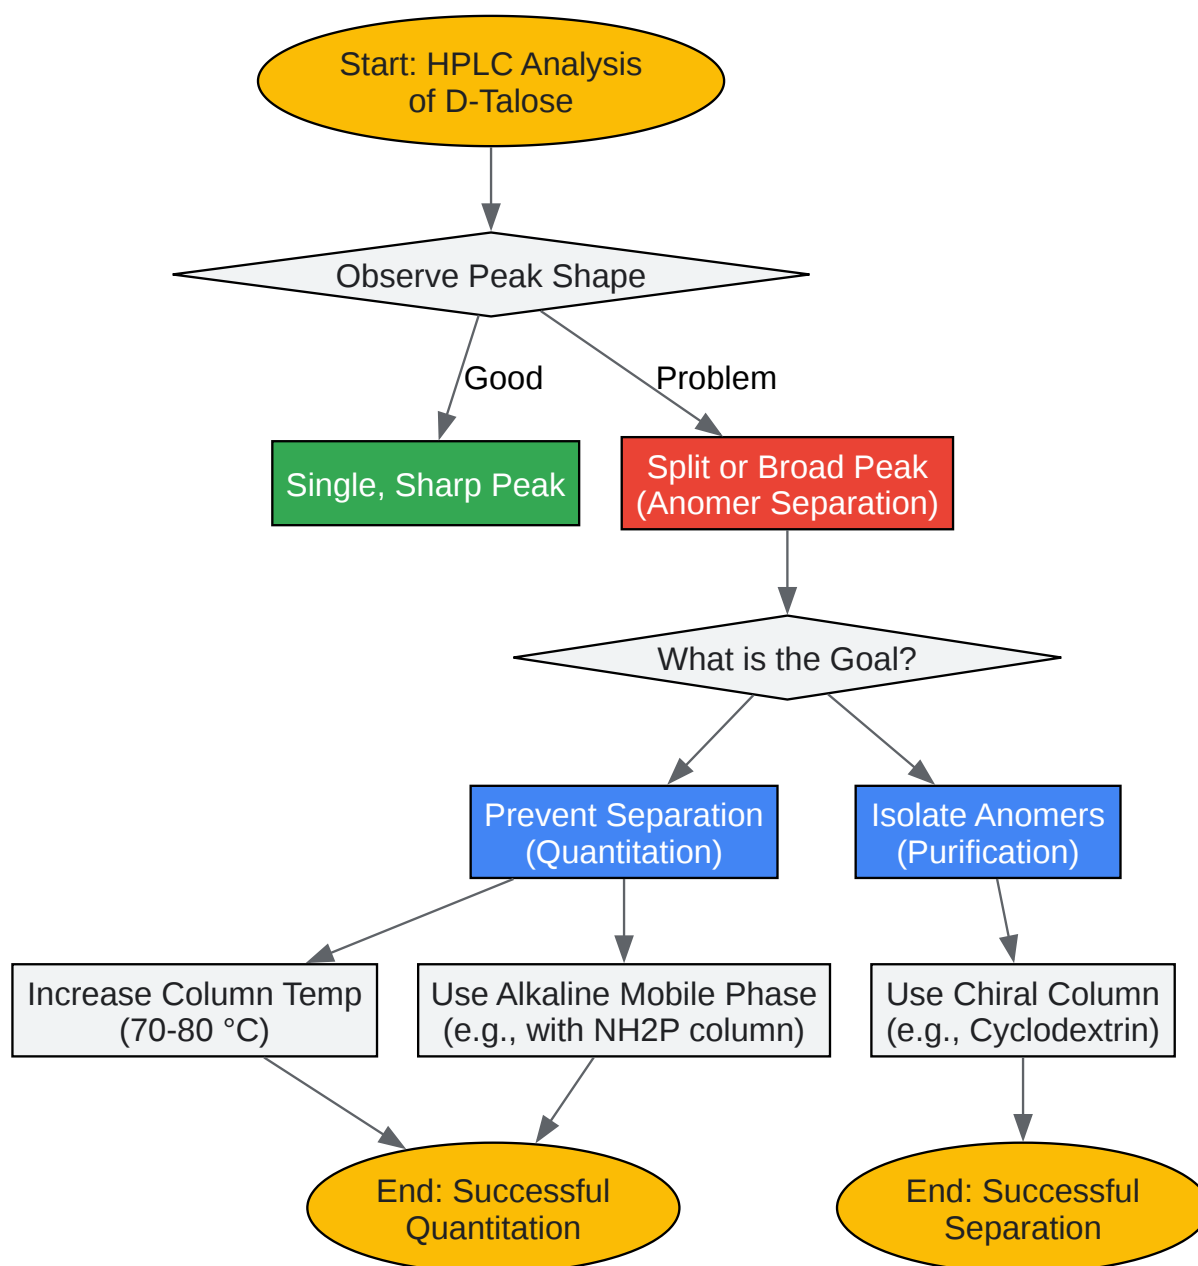 Start: HPLC Analysis
of D-Talose
Observe Peak Shape
Good
Problem
Single, Sharp Peak
Split or Broad Peak
(Anomer Separation)
What is the Goal?
Prevent Separation
(Quantitation)
Isolate Anomers
(Purification)
Increase Column Temp
(70-80 °C)
Use Alkaline Mobile Phase
(e.g., with NH2P column)
Use Chiral Column
(e.g., Cyclodextrin)
End: Successful
Quantitation
End: Successful
Separation